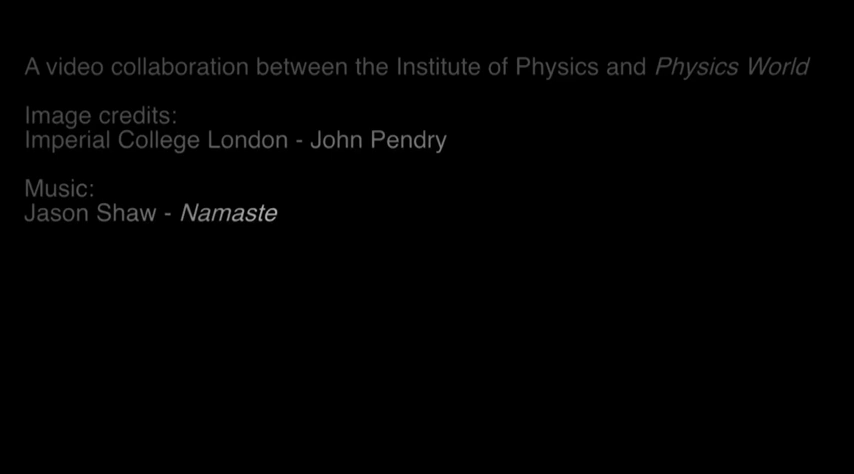 A video collaboration between the Institute of Physics and Physics World
Image credits:
Imperial College London - John Pendry
Music:
Jason Shaw - Namaste